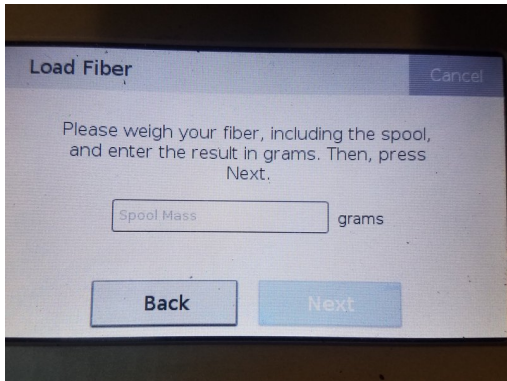 Load Fiber
Cancel
Please weigh your fiber, including the spool,
and enter the result in grams. Then, press
Next.
Spool Mass
grams
Back
Next